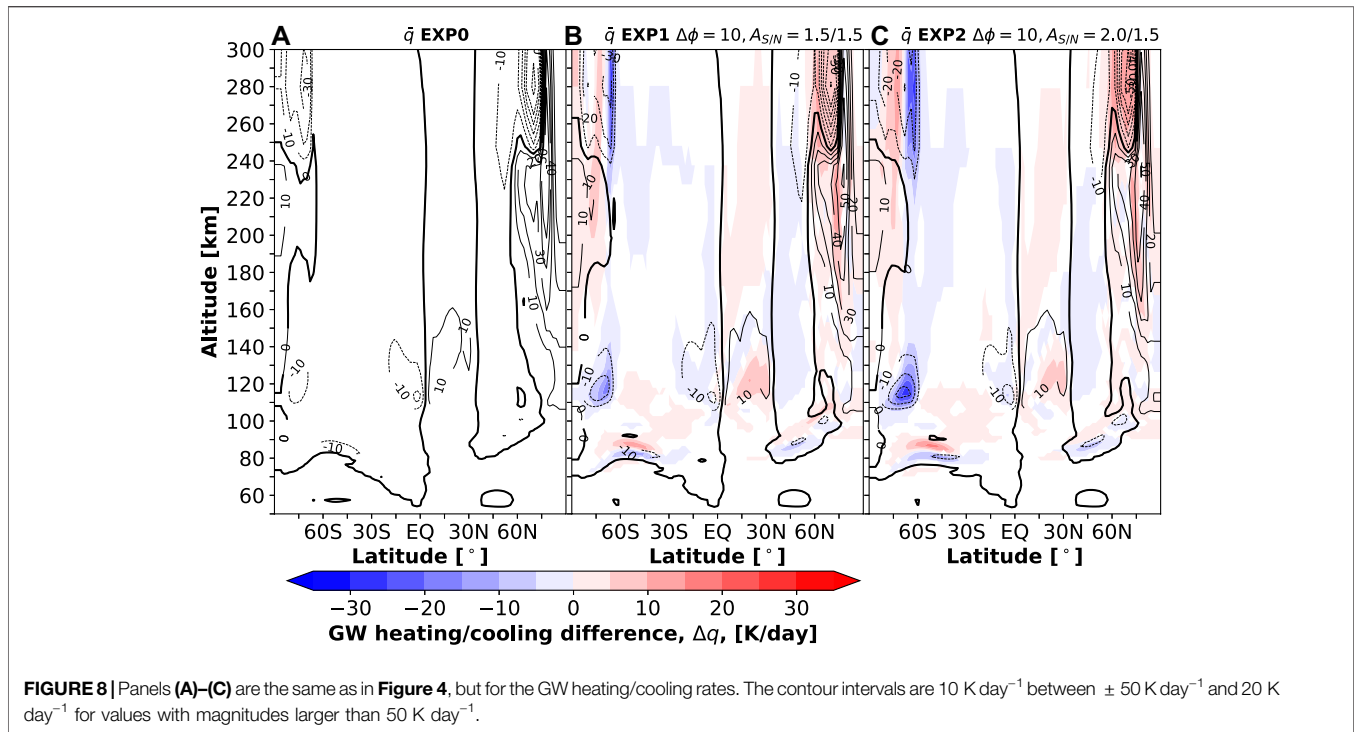 A q̄ EXP0
B q̄ EXP1 Δϕ = 10, A_{S/N} = 1.5/1.5
C q̄ EXP2 Δϕ = 10, A_{S/N} = 2.0/1.5
300
280
260
240
220
200
180
160
140
120
100
80
60
Altitude [km]
60S 30S EQ 30N 60N
60S 30S EQ 30N 60N
60S 30S EQ 30N 60N
Latitude [°]
Latitude [°]
Latitude [°]
−30 −20 −10 0 10 20 30
GW heating/cooling difference, Δq, [K/day]
FIGURE 8 | Panels (A)–(C) are the same as in Figure 4, but for the GW heating/cooling rates. The contour intervals are 10 K day⁻¹ between ± 50 K day⁻¹ and 20 K
day⁻¹ for values with magnitudes larger than 50 K day⁻¹.